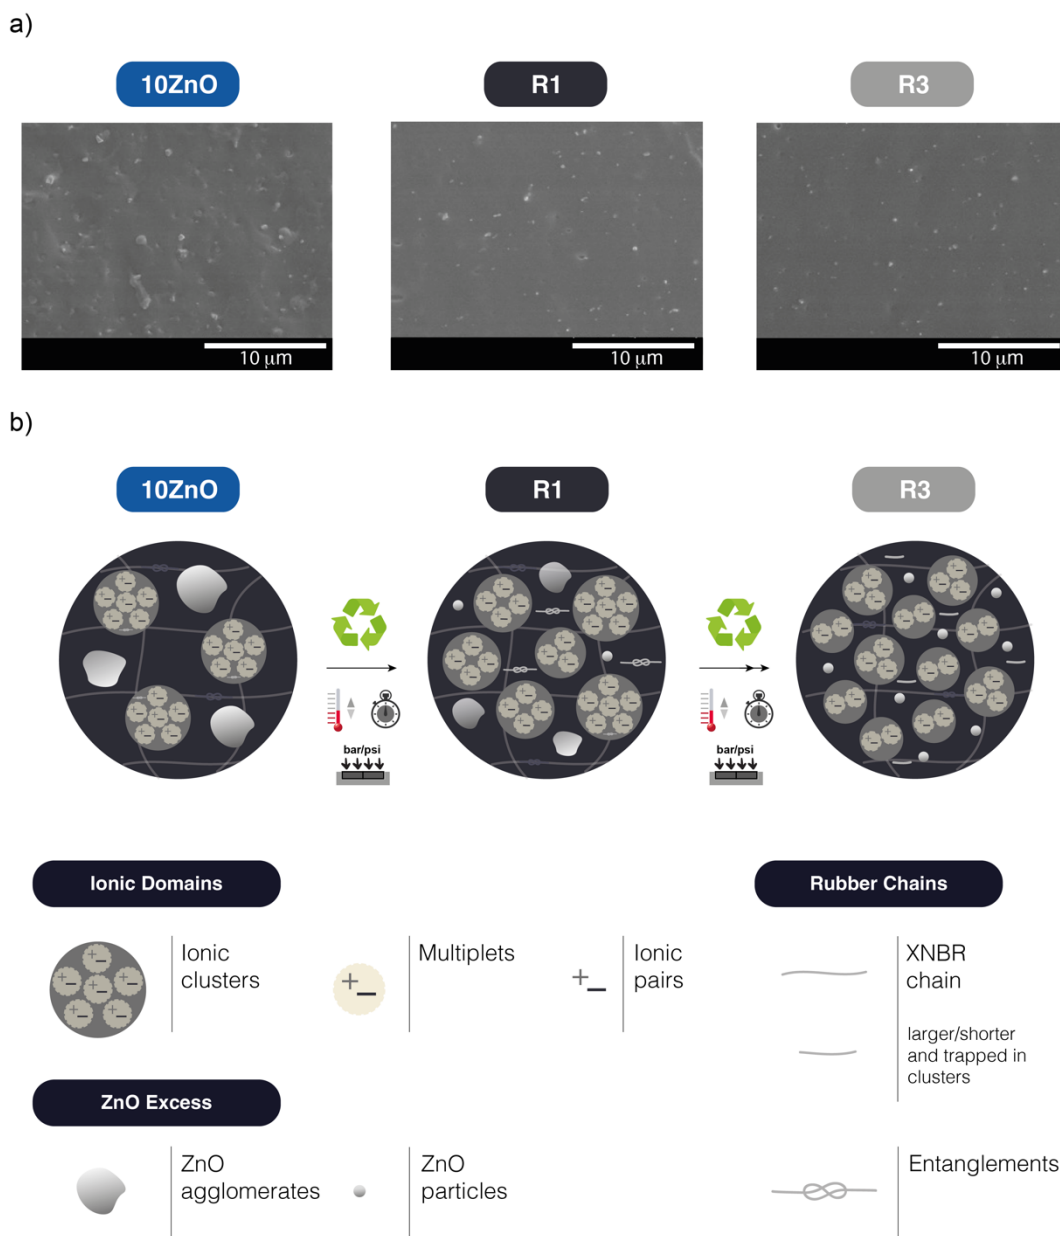 a)
10ZnO
R1
R3
10 µm
10 µm
10 µm
b)
10ZnO
R1
R3
bar/psi
bar/psi
Ionic Domains
Rubber Chains
Ionic
clusters
Multiplets
Ionic
pairs
XNBR
chain
larger/shorter
and trapped in
clusters
ZnO Excess
ZnO
agglomerates
ZnO
particles
Entanglements